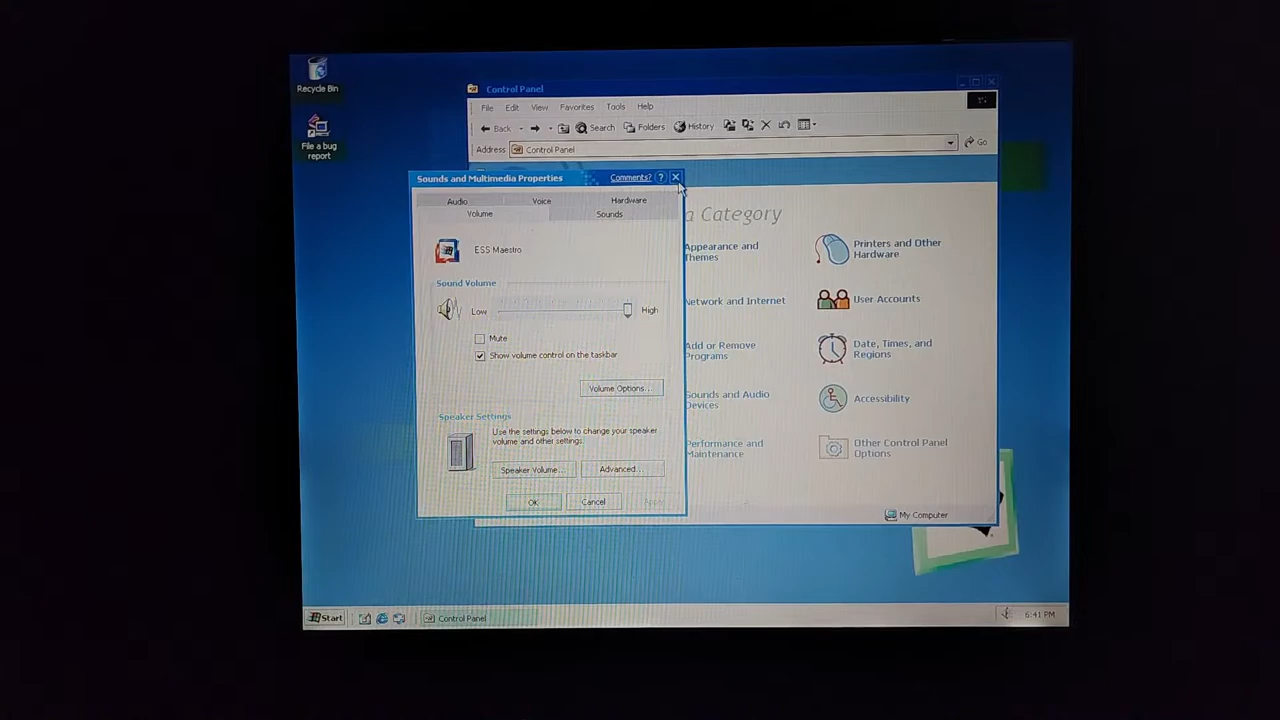 Recycle Bin
File a bug
report
Control Panel
File Edit View Favorites Tools Help
Back Search Folders History
Address Control Panel Go
Sounds and Multimedia Properties Comments? ?
Audio Voice Hardware
Volume Sounds
ESS Maestro
Sound Volume
Low High
Mute
Show volume control on the taskbar
Volume Options...
Speaker Settings
Use the settings below to change your speaker
volume and other settings.
Speaker Volume... Advanced...
OK Cancel Apply
a Category
Appearance and
Themes
Printers and Other
Hardware
Network and Internet
User Accounts
Add or Remove
Programs
Date, Times, and
Regions
Sounds and Audio
Devices
Accessibility
Performance and
Maintenance
Other Control Panel
Options
My Computer
Start Control Panel 6:41 PM